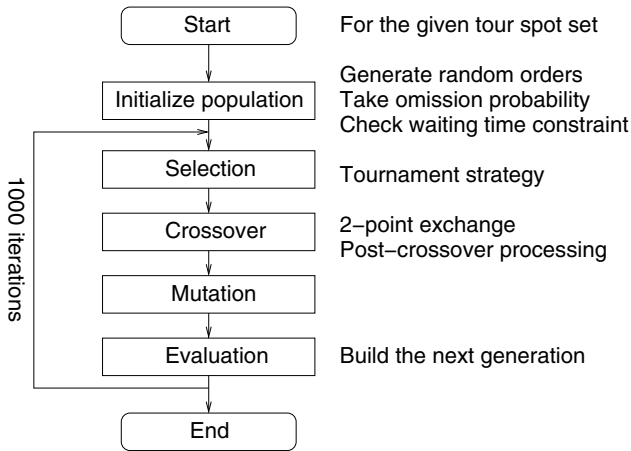 Start
For the given tour spot set
Initialize population
Generate random orders
Take omission probability
Check waiting time constraint
Selection
Tournament strategy
Crossover
2−point exchange
Post−crossover processing
Mutation
Evaluation
Build the next generation
1000 iterations
End